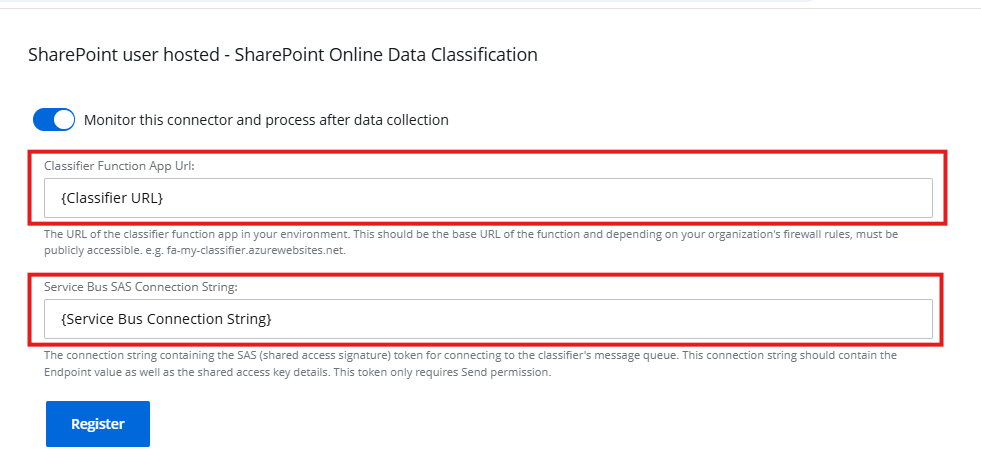 SharePoint user hosted - SharePoint Online Data Classification
Monitor this connector and process after data collection
Classifier Function App Url:
{Classifier URL}
The URL of the classifier function app in your environment. This should be the base URL of the function and depending on your organization's firewall rules, must be
publicly accessible. e.g. fa-my-classifier.azurewebsites.net.
Service Bus SAS Connection String:
{Service Bus Connection String}
The connection string containing the SAS (shared access signature) token for connecting to the classifier's message queue. This connection string should contain the
Endpoint value as well as the shared access key details. This token only requires Send permission.
Register